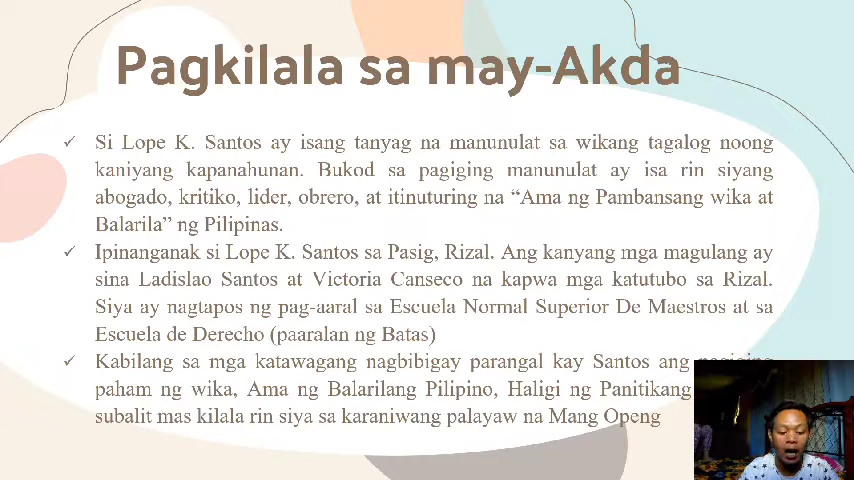 Pagkilala sa may-Akda
✓ Si Lope K. Santos ay isang tanyag na manunulat sa wikang tagalog noong
kaniyang kapanahunan. Bukod sa pagiging manunulat ay isa rin siyang
abogado, kritiko, lider, obrero, at itinuturing na “Ama ng Pambansang wika at
Balarila” ng Pilipinas.
✓ Ipinanganak si Lope K. Santos sa Pasig, Rizal. Ang kanyang mga magulang ay
sina Ladislao Santos at Victoria Canseco na kapwa mga katutubo sa Rizal.
Siya ay nagtapos ng pag-aaral sa Escuela Normal Superior De Maestros at sa
Escuela de Derecho (paaralan ng Batas)
✓ Kabilang sa mga katawagang nagbibigay parangal kay Santos ang
paham ng wika, Ama ng Balarilang Pilipino, Haligi ng Panitikang
subalit mas kilala rin siya sa karaniwang palayaw na Mang Openg